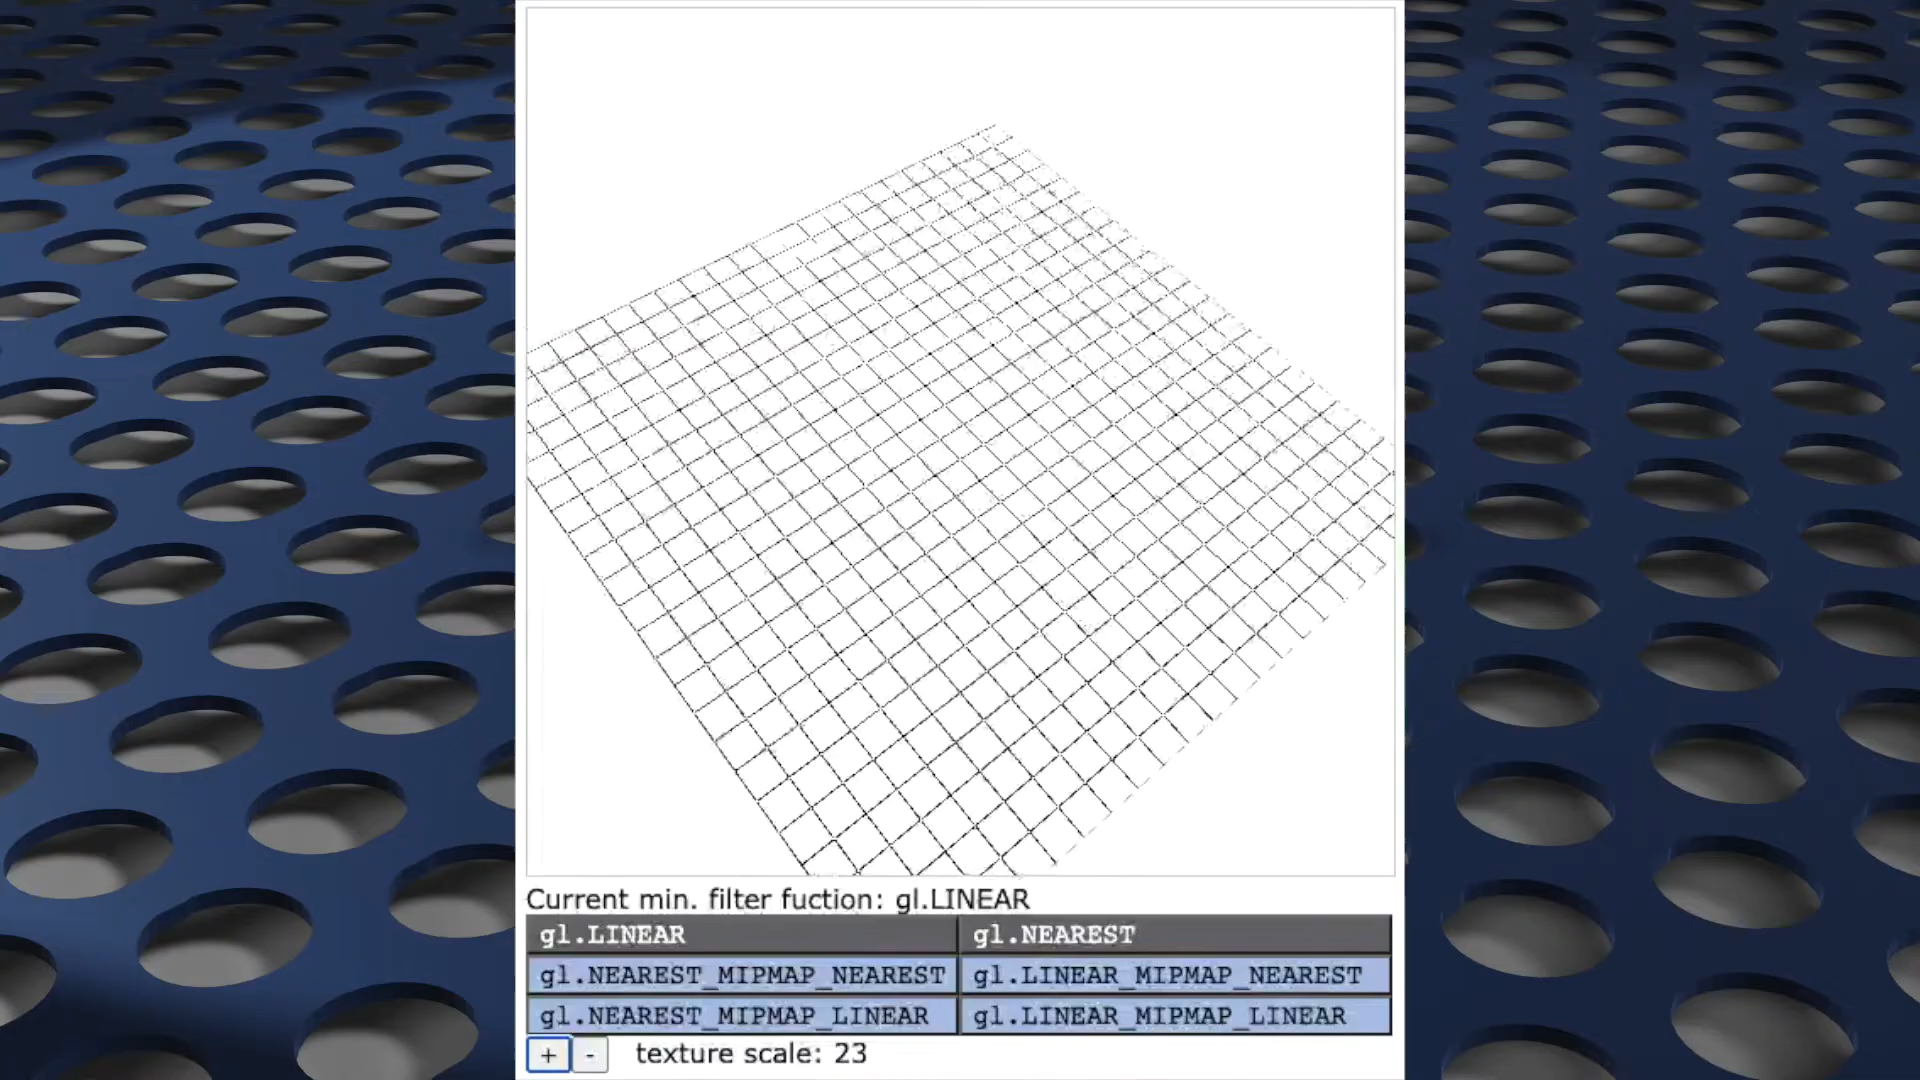 Current min. filter fuction: gl.LINEAR
gl.LINEAR gl.NEAREST
gl.NEAREST_MIPMAP_NEAREST gl.LINEAR_MIPMAP_NEAREST
gl.NEAREST_MIPMAP_LINEAR gl.LINEAR_MIPMAP_LINEAR
+ - texture scale: 23